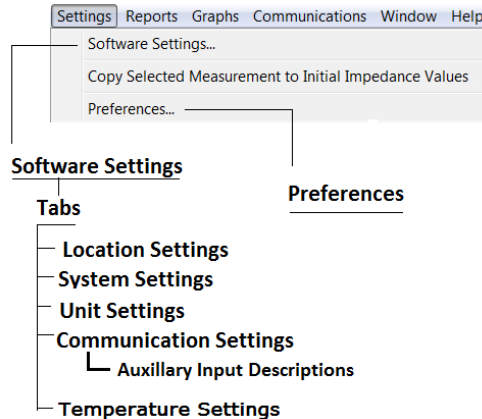 Settings Reports Graphs Communications Window Help
Software Settings...
Copy Selected Measurement to Initial Impedance Values
Preferences...
Software Settings
Preferences
Tabs
Location Settings
System Settings
Unit Settings
Communication Settings
Auxillary Input Descriptions
Temperature Settings